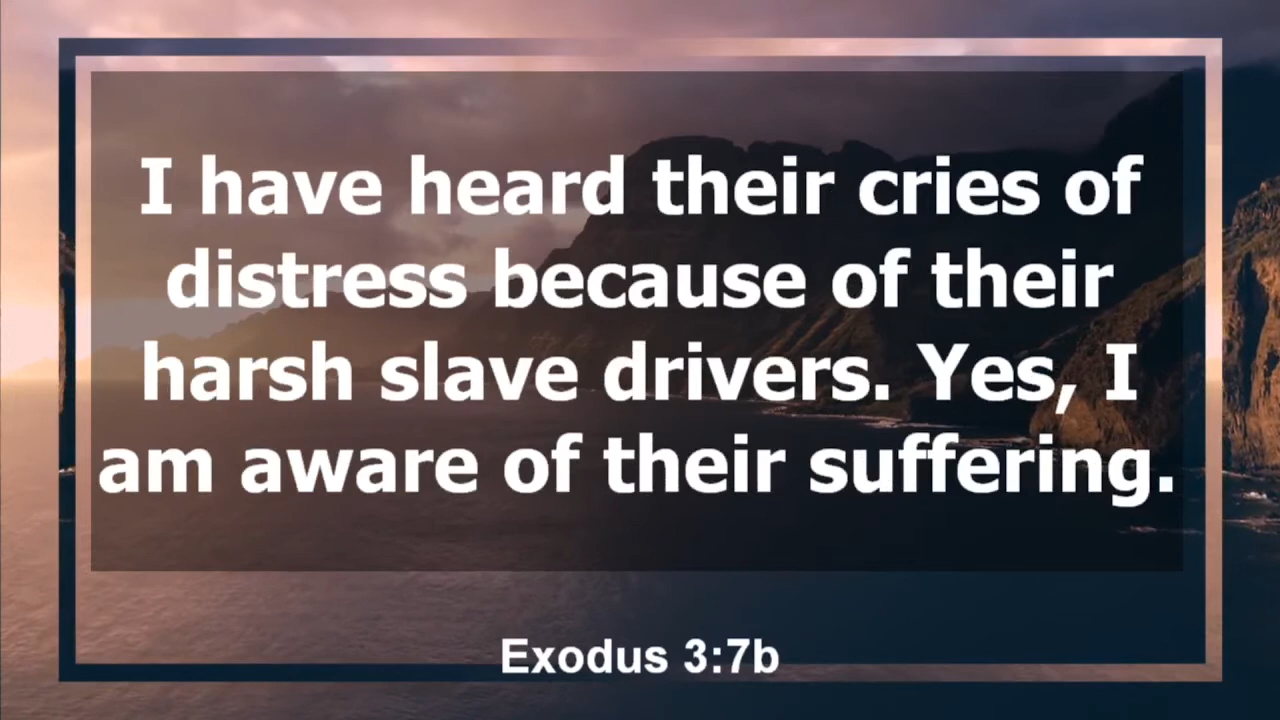 I have heard their cries of
distress because of their
harsh slave drivers. Yes, I
am aware of their suffering.
Exodus 3:7b